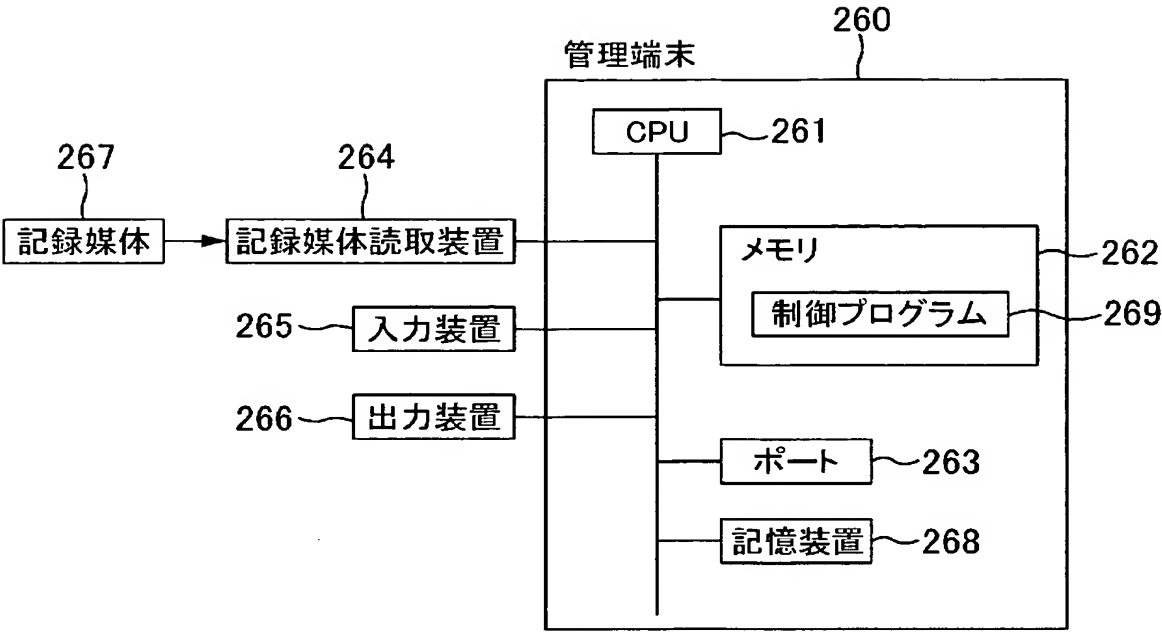 260
管理端末
CPU
261
267
264
記録媒体
記録媒体読取装置
メモリ
262
265
入力装置
制御プログラム
269
266
出力装置
ポート
263
記憶装置
268